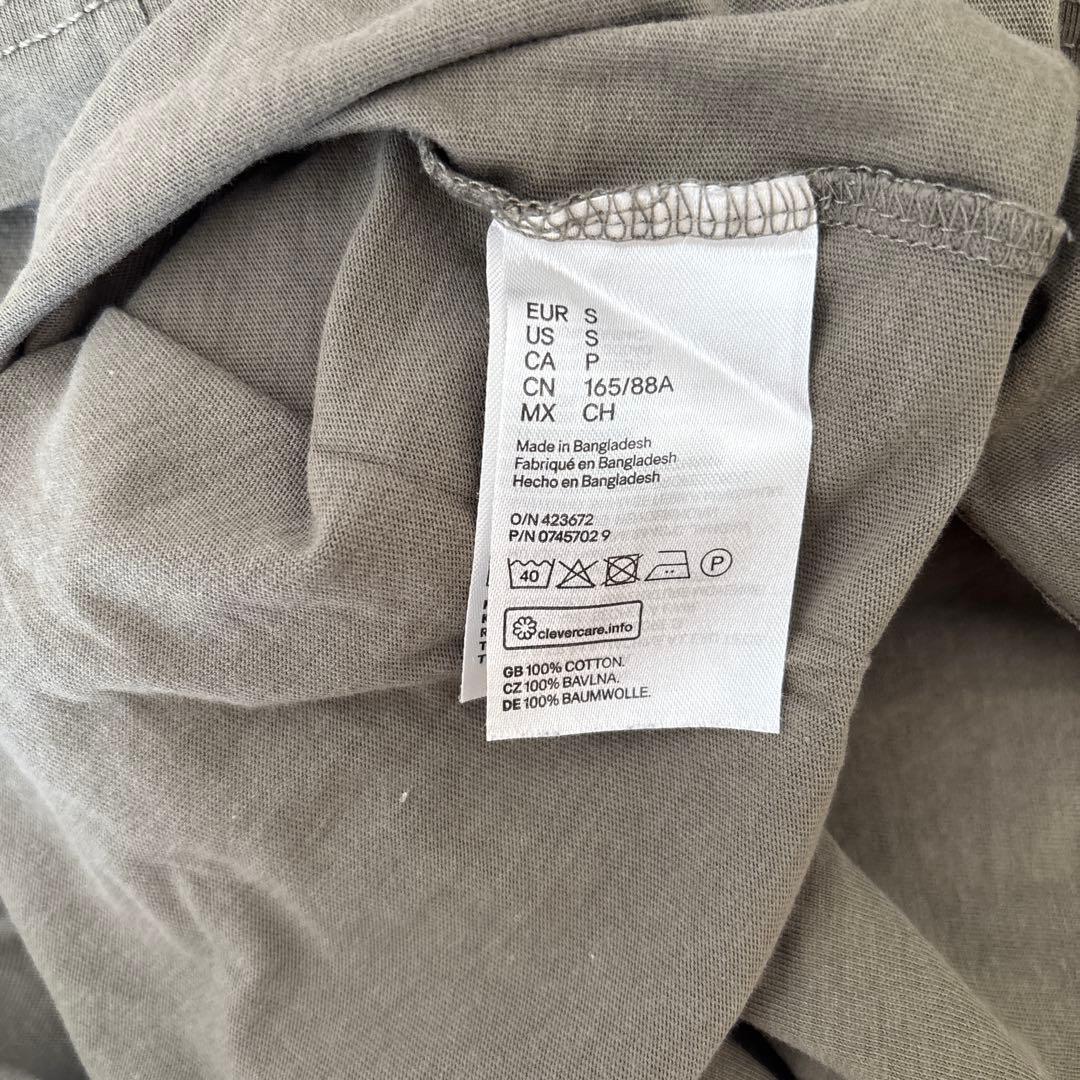 EUR S
US S
CA P
CN 165/88A
MX CH
Made in Bangladesh
Fabriqué en Bangladesh
Hecho en Bangladesh
O/N 423672
P/N 0745702 9
40
P
clevercare.info
GB 100% COTTON.
CZ 100% BAVLNA.
DE 100% BAUMWOLLE.